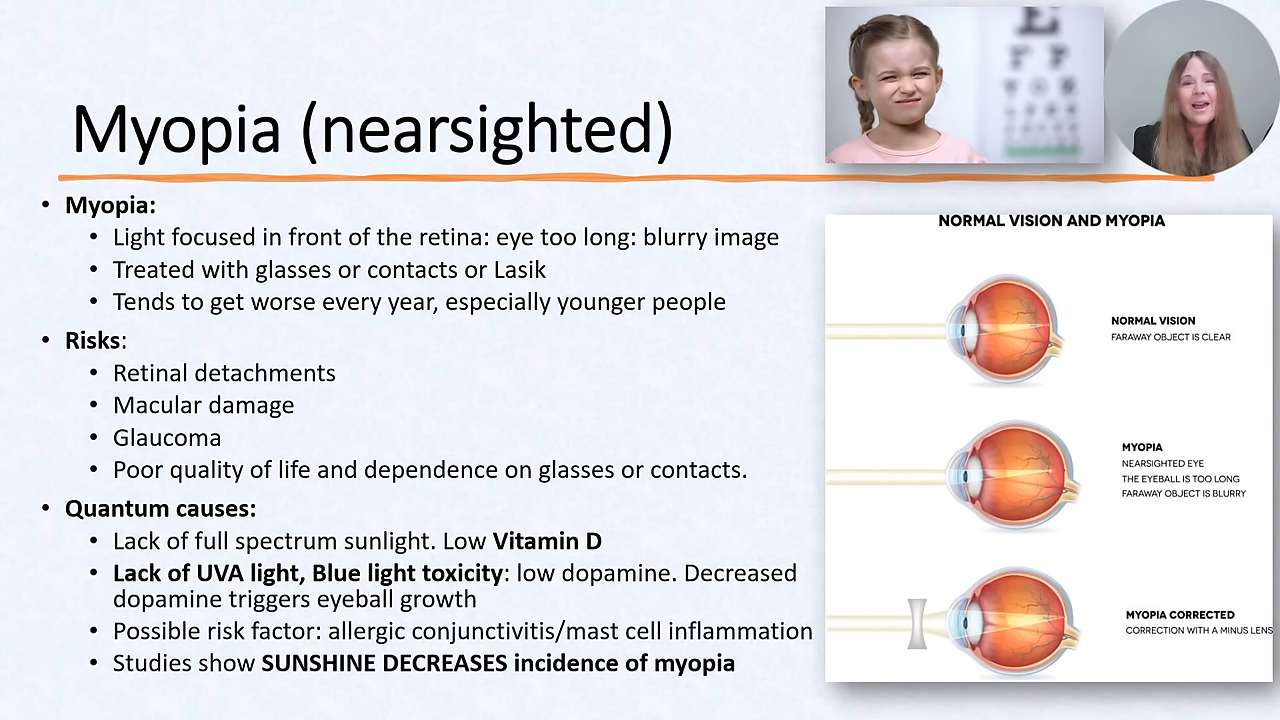 Myopia (nearsighted)
• Myopia:
• Light focused in front of the retina: eye too long: blurry image
• Treated with glasses or contacts or Lasik
• Tends to get worse every year, especially younger people
• Risks:
• Retinal detachments
• Macular damage
• Glaucoma
• Poor quality of life and dependence on glasses or contacts.
• Quantum causes:
• Lack of full spectrum sunlight. Low Vitamin D
• Lack of UVA light, Blue light toxicity: low dopamine. Decreased
dopamine triggers eyeball growth
• Possible risk factor: allergic conjunctivitis/mast cell inflammation
• Studies show SUNSHINE DECREASES incidence of myopia
NORMAL VISION AND MYOPIA
NORMAL VISION
FARAWAY OBJECT IS CLEAR
MYOPIA
NEARSIGHTED EYE
THE EYEBALL IS TOO LONG
FARAWAY OBJECT IS BLURRY
MYOPIA CORRECTED
CORRECTION WITH A MINUS LENS